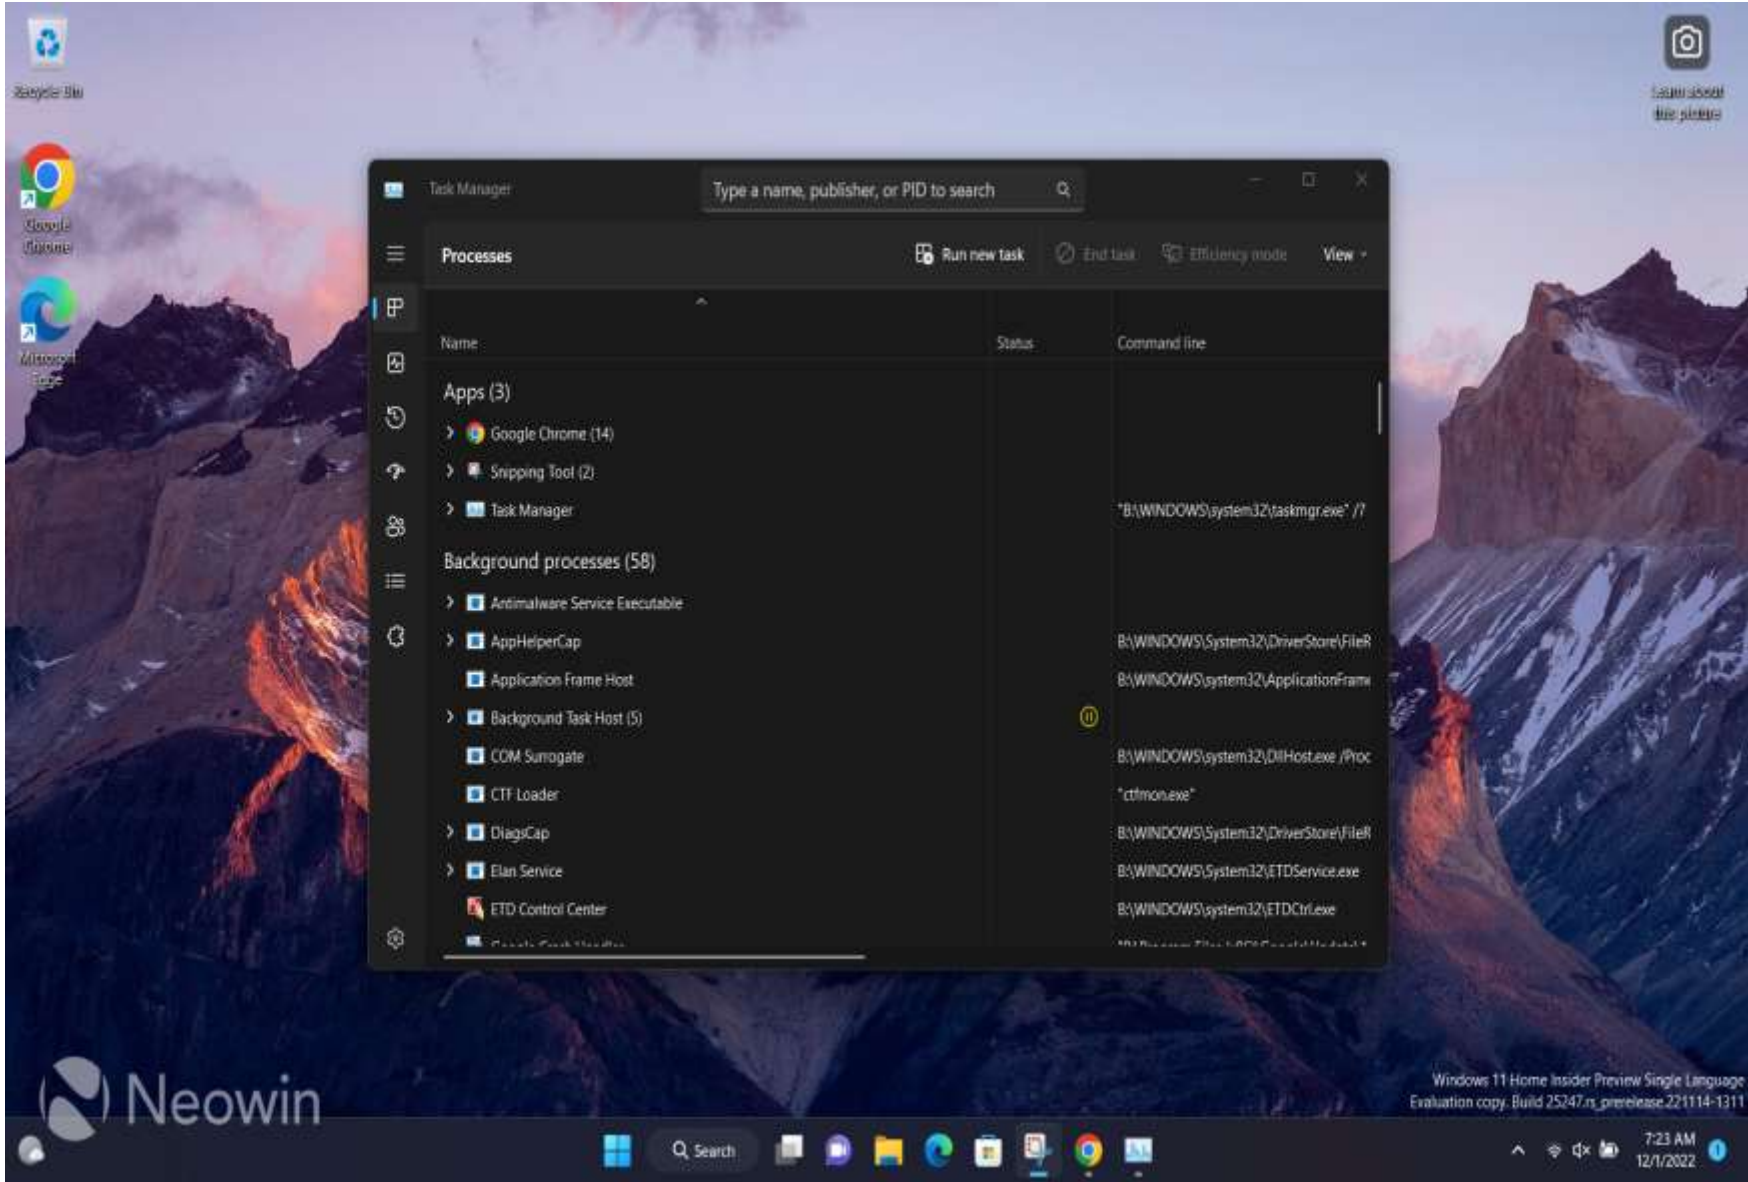 Recycle Bin
Learn about
this picture
Google
Chrome
Microsoft
Edge
Task Manager
Type a name, publisher, or PID to search
Processes
Run new task
End task
Efficiency mode
View
Name
Status
Command line
Apps (3)
Google Chrome (14)
Snipping Tool (2)
Task Manager
"B:\WINDOWS\system32\taskmgr.exe" /7
Background processes (58)
Antimalware Service Executable
AppHelperCap
B:\WINDOWS\System32\DriverStore\FileR
Application Frame Host
B:\WINDOWS\system32\ApplicationFrame
Background Task Host (5)
COM Surrogate
B:\WINDOWS\system32\DllHost.exe /Proc
CTF Loader
"ctfmon.exe"
DiagsCap
B:\WINDOWS\System32\DriverStore\FileR
Elan Service
B:\WINDOWS\System32\ETDService.exe
ETD Control Center
B:\WINDOWS\system32\ETDCtrl.exe
Neowin
Windows 11 Home Insider Preview Single Language
Evaluation copy. Build 25247.rs_prerelease.221114-1311
Search
7:23 AM
12/1/2022
1